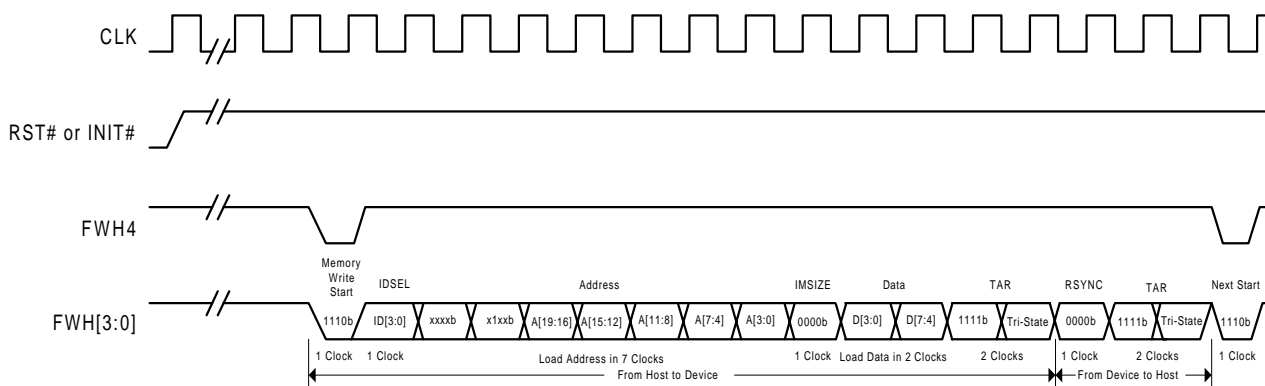 CLK
RST# or INIT#
FWH4
Memory
Write
Start
IDSEL
Address
IMSIZE
Data
TAR
RSYNC
TAR
Next Start
FWH[3:0]
1110b
ID[3:0]
xxxxb
x1xxb
A[19:16]
A[15:12]
A[11:8]
A[7:4]
A[3:0]
0000b
D[3:0]
D[7:4]
1111b
Tri-State
0000b
1111b
Tri-State
1110b
1 Clock
1 Clock
Load Address in 7 Clocks
1 Clock
Load Data in 2 Clocks
2 Clocks
1 Clock
2 Clocks
1 Clock
From Host to Device
From Device to Host